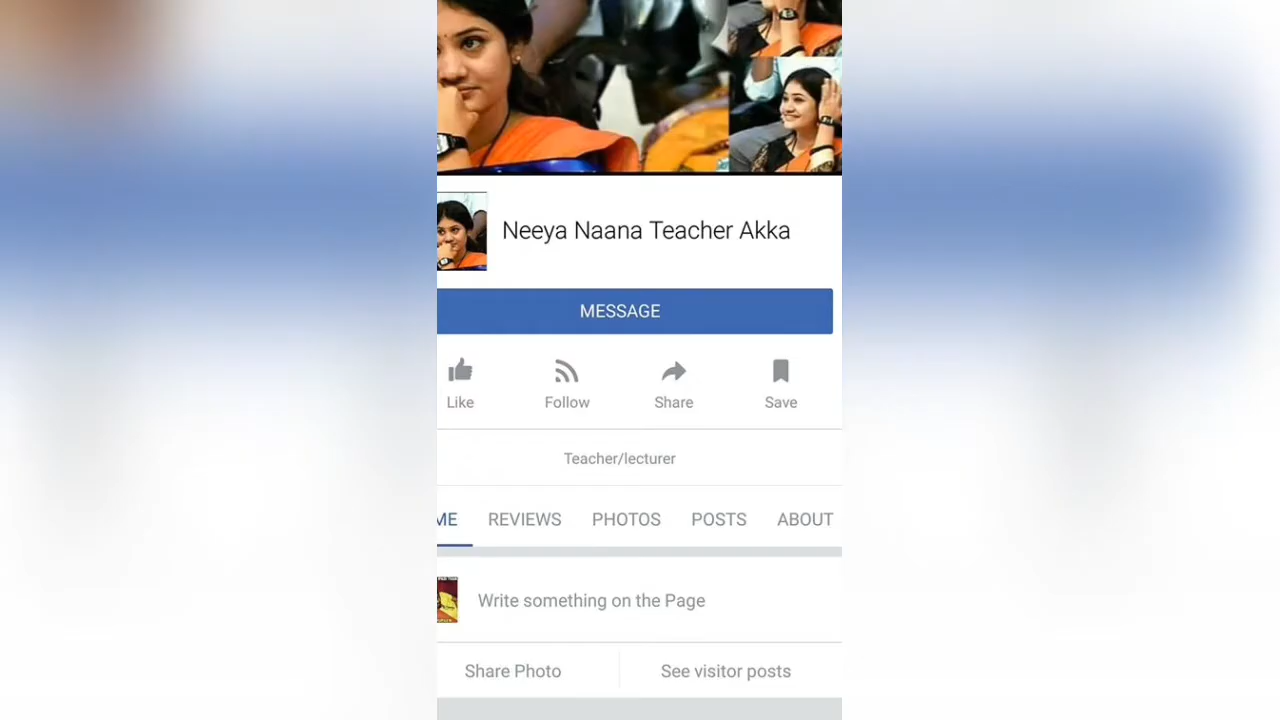 Neeya Naana Teacher Akka
MESSAGE
Like Follow Share Save
Teacher/lecturer
ME REVIEWS PHOTOS POSTS ABOUT
Write something on the Page
Share Photo See visitor posts